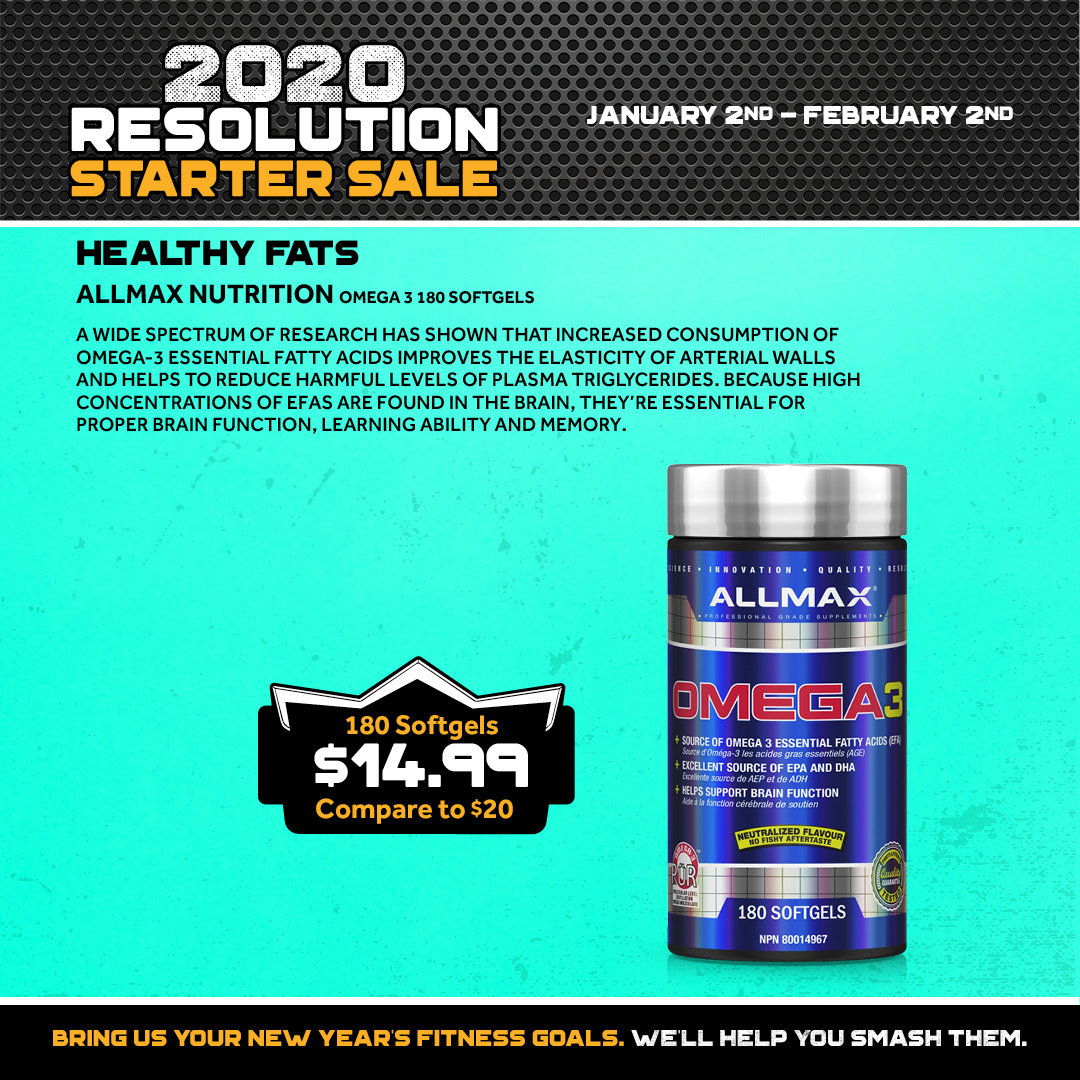 2020
RESOLUTION
STARTER SALE
JANUARY 2ND – FEBRUARY 2ND
HEALTHY FATS
ALLMAX NUTRITION OMEGA 3 180 SOFTGELS
A WIDE SPECTRUM OF RESEARCH HAS SHOWN THAT INCREASED CONSUMPTION OF
OMEGA-3 ESSENTIAL FATTY ACIDS IMPROVES THE ELASTICITY OF ARTERIAL WALLS
AND HELPS TO REDUCE HARMFUL LEVELS OF PLASMA TRIGLYCERIDES. BECAUSE HIGH
CONCENTRATIONS OF EFAS ARE FOUND IN THE BRAIN, THEY'RE ESSENTIAL FOR
PROPER BRAIN FUNCTION, LEARNING ABILITY AND MEMORY.
180 Softgels
$14.99
Compare to $20
• INNOVATION • QUALITY •
ALLMAX®
• PROFESSIONAL GRADE SUPPLEMENTS •
OMEGA3
+ SOURCE OF OMEGA 3 ESSENTIAL FATTY ACIDS (EFA)
Source d'Oméga-3 les acides gras essentiels (AGE)
+ EXCELLENT SOURCE OF EPA AND DHA
Excellente source de AEP et de ADH
+ HELPS SUPPORT BRAIN FUNCTION
Aide à la fonction cérébrale de soutien
NEUTRALIZED FLAVOUR
NO FISHY AFTERTASTE
PÜR
Quality
GUARANTEE
TESTED
180 SOFTGELS
NPN 80014967
BRING US YOUR NEW YEAR'S FITNESS GOALS. WE'LL HELP YOU SMASH THEM.